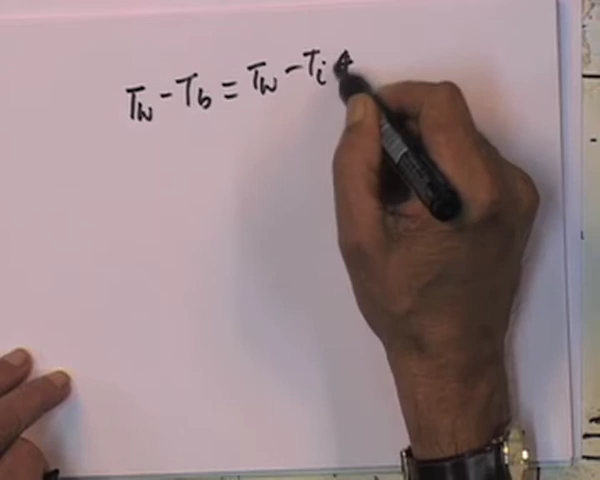 Tw - Tb = Tw - Ti